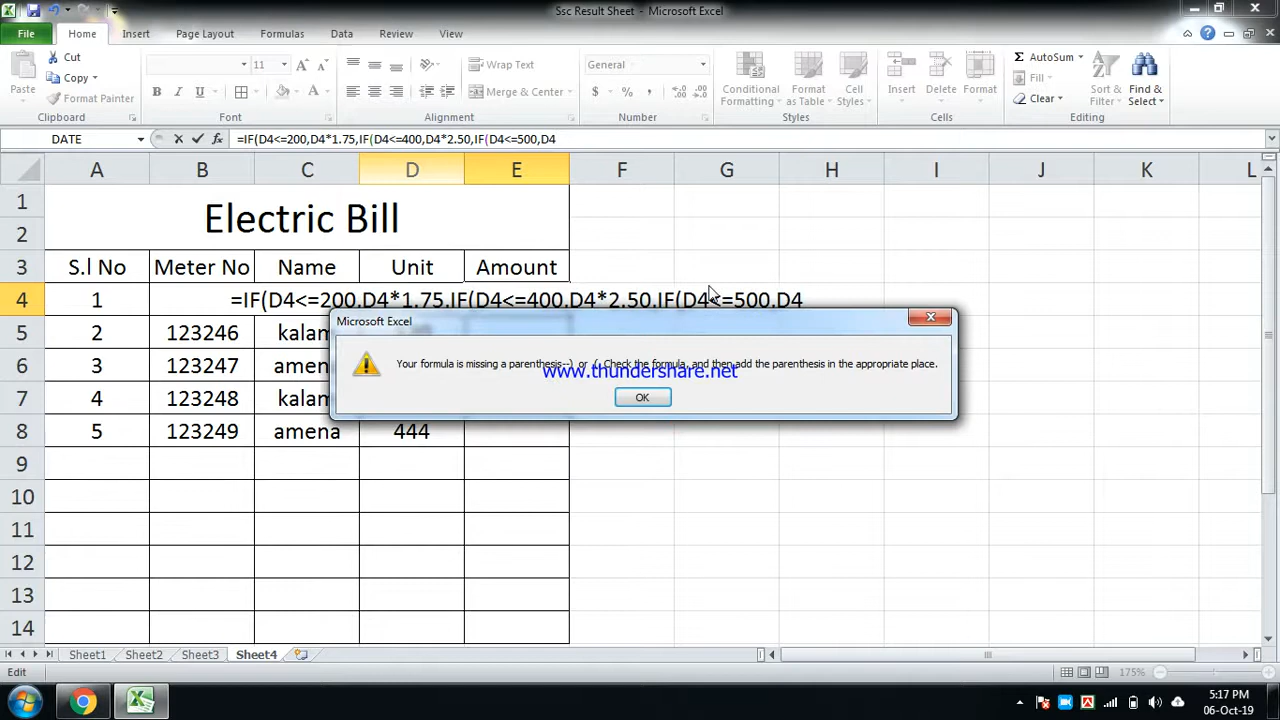 Ssc Result Sheet - Microsoft Excel
File Home Insert Page Layout Formulas Data Review View
Paste Cut Copy Format Painter Clipboard
11 B I U Font
Wrap Text Merge & Center Alignment
General $ % , Number
Conditional Formatting Format as Table Cell Styles Styles
Insert Delete Format Cells
Σ AutoSum Fill Clear Sort & Filter Find & Select Editing
DATE fx =IF(D4<=200,D4*1.75,IF(D4<=400,D4*2.50,IF(D4<=500,D4
A B C D E F G H I J K L
1
Electric Bill
2
3 S.l No Meter No Name Unit Amount
4 1 =IF(D4<=200,D4*1.75,IF(D4<=400,D4*2.50,IF(D4<=500,D4
Microsoft Excel
Your formula is missing a parenthesis--) or (. Check the formula, and then add the parenthesis in the appropriate place.
www.thundershare.net
OK
5 2 123246 kalam
6 3 123247 amena
7 4 123248 kalam
8 5 123249 amena 444
9
10
11
12
13
14
Sheet1 Sheet2 Sheet3 Sheet4
Edit 175%
5:17 PM
06-Oct-19